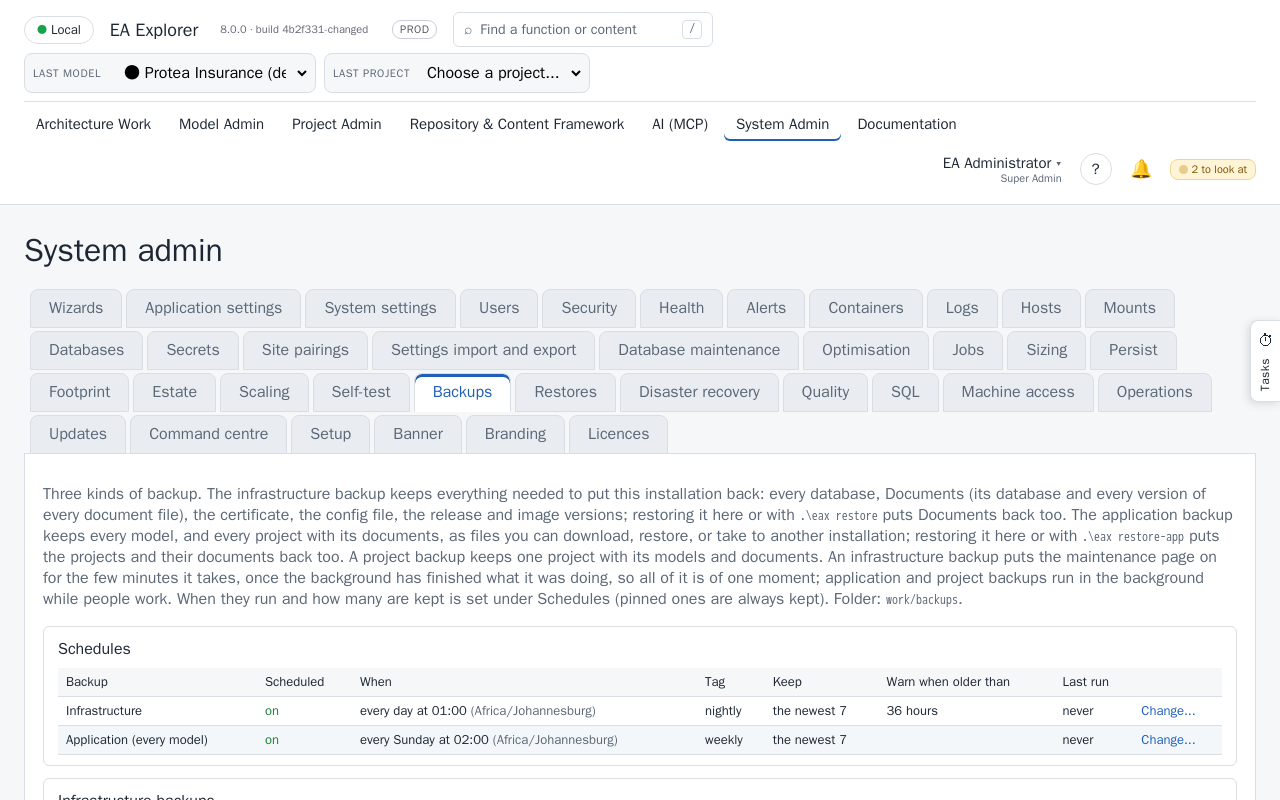 Local
EA Explorer
8.0.0 · build 4b2f331-changed
PROD
Find a function or content
/
LAST MODEL
Protea Insurance (de
LAST PROJECT
Choose a project...
Architecture Work
Model Admin
Project Admin
Repository & Content Framework
AI (MCP)
System Admin
Documentation
EA Administrator
Super Admin
?
2 to look at
System admin
Wizards
Application settings
System settings
Users
Security
Health
Alerts
Containers
Logs
Hosts
Mounts
Databases
Secrets
Site pairings
Settings import and export
Database maintenance
Optimisation
Jobs
Sizing
Persist
Footprint
Estate
Scaling
Self-test
Backups
Restores
Disaster recovery
Quality
SQL
Machine access
Operations
Updates
Command centre
Setup
Banner
Branding
Licences
Tasks
Three kinds of backup. The infrastructure backup keeps everything needed to put this installation back: every database, Documents (its database and every version of
every document file), the certificate, the config file, the release and image versions; restoring it here or with .\eax restore puts Documents back too. The application backup
keeps every model, and every project with its documents, as files you can download, restore, or take to another installation; restoring it here or with .\eax restore-app puts
the projects and their documents back too. A project backup keeps one project with its models and documents. An infrastructure backup puts the maintenance page on
for the few minutes it takes, once the background has finished what it was doing, so all of it is of one moment; application and project backups run in the background
while people work. When they run and how many are kept is set under Schedules (pinned ones are always kept). Folder: work/backups.
Schedules
Backup Scheduled When Tag Keep Warn when older than Last run
Infrastructure on every day at 01:00 (Africa/Johannesburg) nightly the newest 7 36 hours never Change...
Application (every model) on every Sunday at 02:00 (Africa/Johannesburg) weekly the newest 7 never Change...
Infrastructure backups